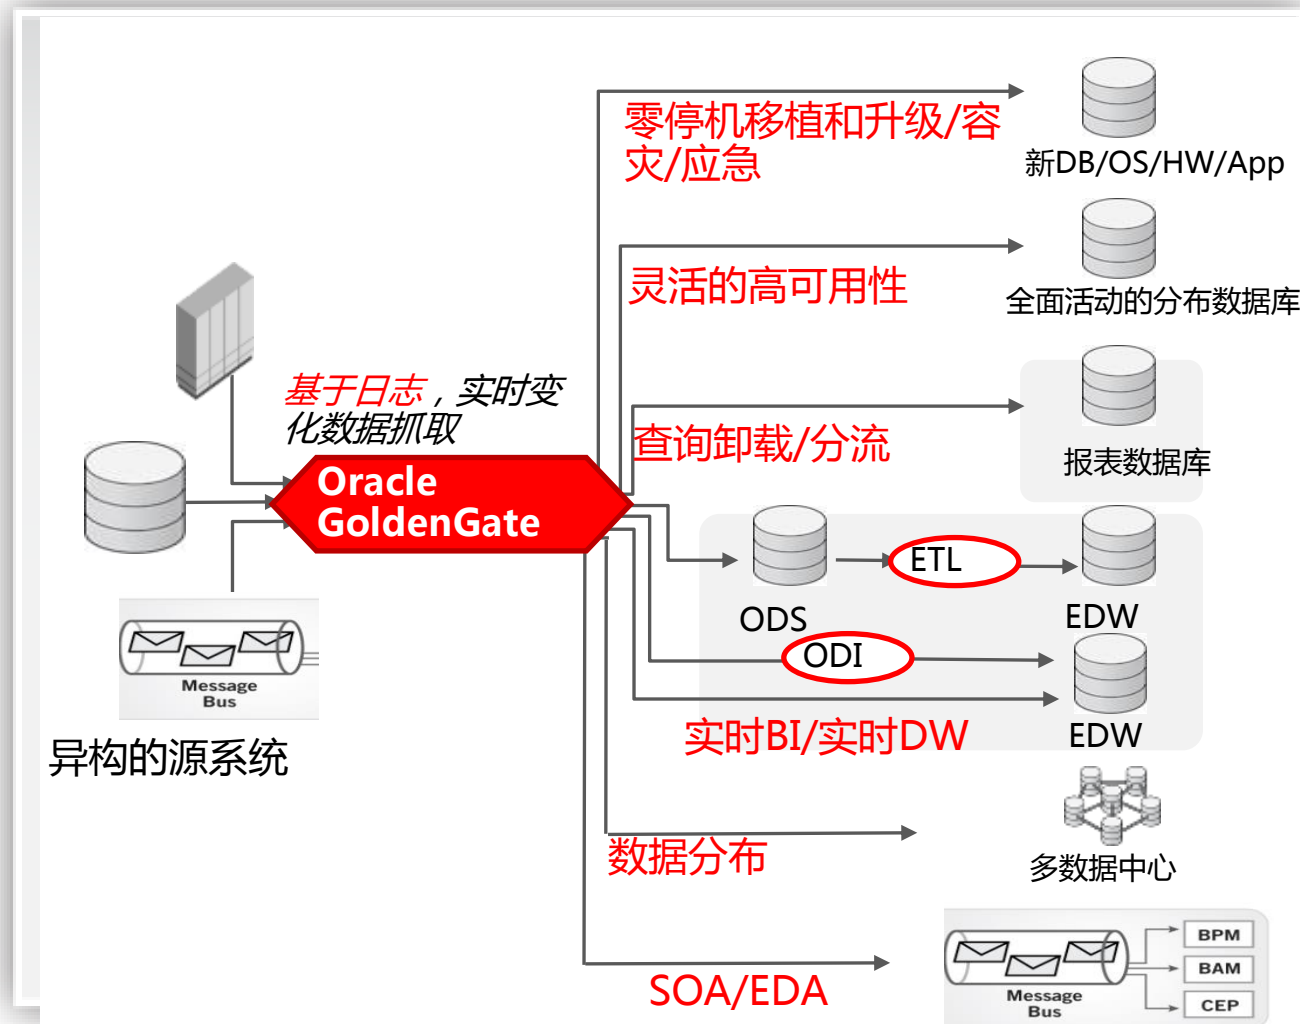 零停机移植和升级/容
灾/应急
新DB/OS/HW/App
灵活的高可用性
全面活动的分布数据库
基于日志，实时变
化数据抓取
查询卸载/分流
报表数据库
Oracle
GoldenGate
ETL
ODS
EDW
ODI
Message
Bus
实时BI/实时DW
EDW
异构的源系统
数据分布
多数据中心
SOA/EDA
Message
Bus
BPM
BAM
CEP